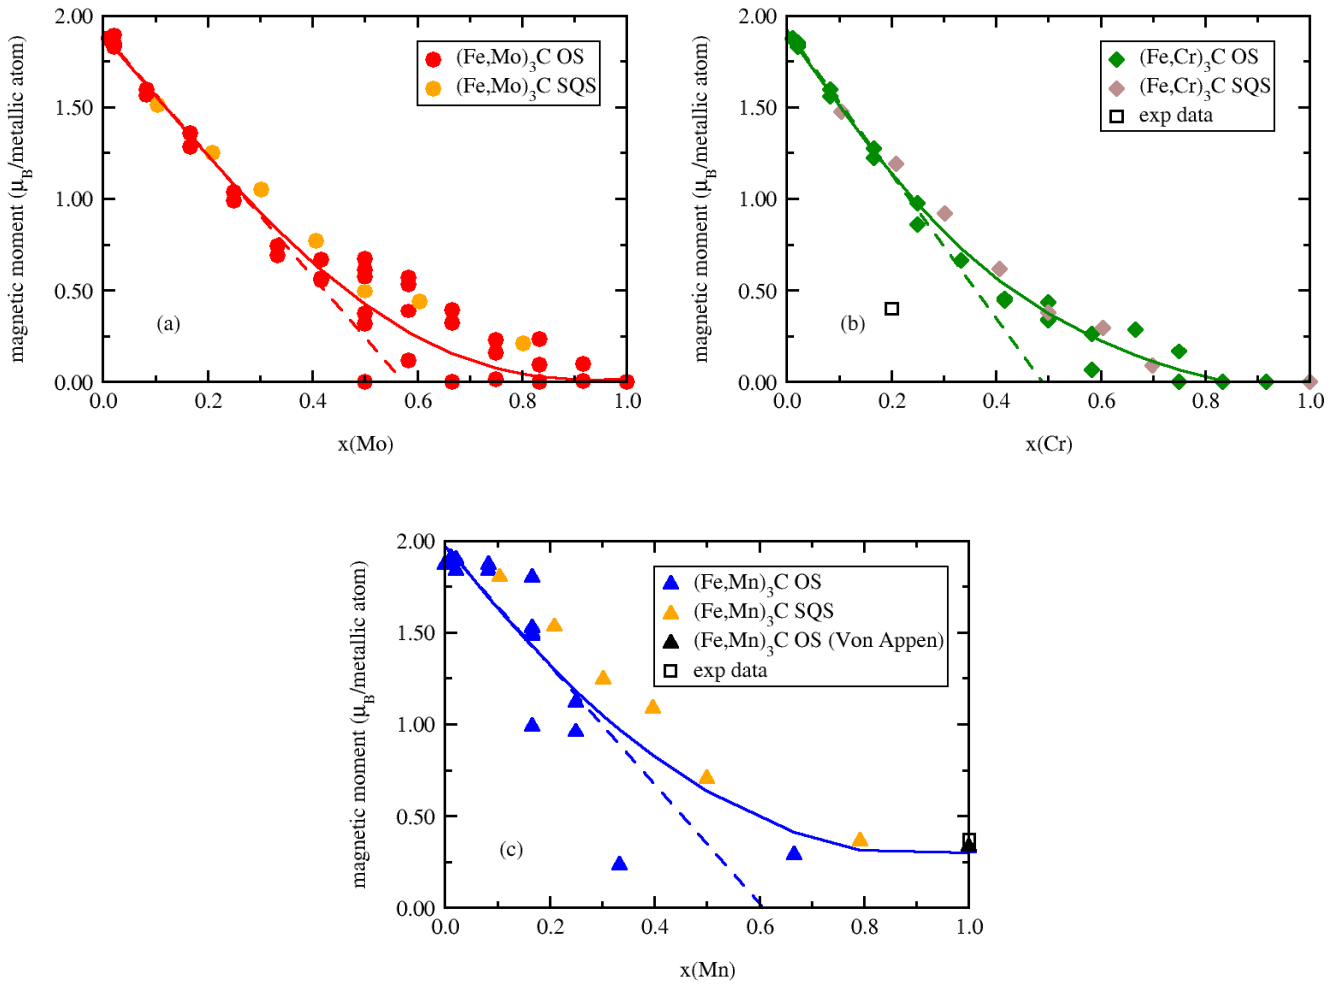 2.00
1.50
1.00
0.50
0.00
magnetic moment (μB/metallic atom)
(Fe,Mo)3C OS
(Fe,Mo)3C SQS
(a)
0.0 0.2 0.4 0.6 0.8 1.0
x(Mo)
2.00
1.50
1.00
0.50
0.00
magnetic moment (μB/metallic atom)
(Fe,Cr)3C OS
(Fe,Cr)3C SQS
exp data
(b)
0.0 0.2 0.4 0.6 0.8 1.0
x(Cr)
2.00
1.50
1.00
0.50
0.00
magnetic moment (μB/metallic atom)
(Fe,Mn)3C OS
(Fe,Mn)3C SQS
(Fe,Mn)3C OS (Von Appen)
exp data
(c)
0.0 0.2 0.4 0.6 0.8 1.0
x(Mn)